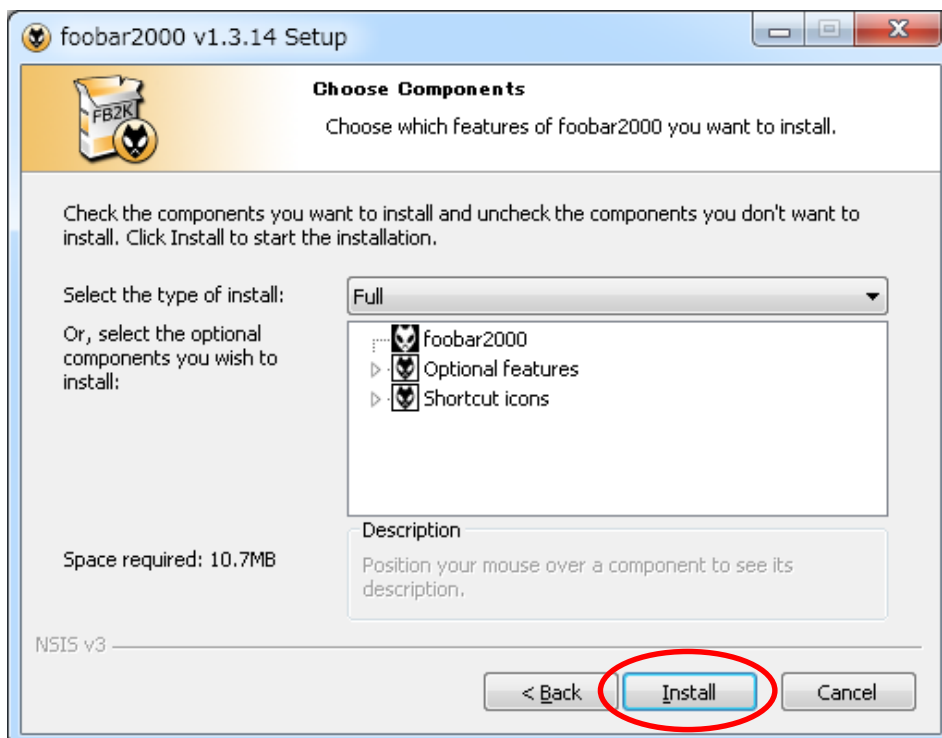 foobar2000 v1.3.14 Setup
FB2K
Choose Components
Choose which features of foobar2000 you want to install.
Check the components you want to install and uncheck the components you don't want to
install. Click Install to start the installation.
Select the type of install:
Full
Or, select the optional
components you wish to
install:
foobar2000
Optional features
Shortcut icons
Space required: 10.7MB
Description
Position your mouse over a component to see its
description.
NSIS v3
< Back
Install
Cancel